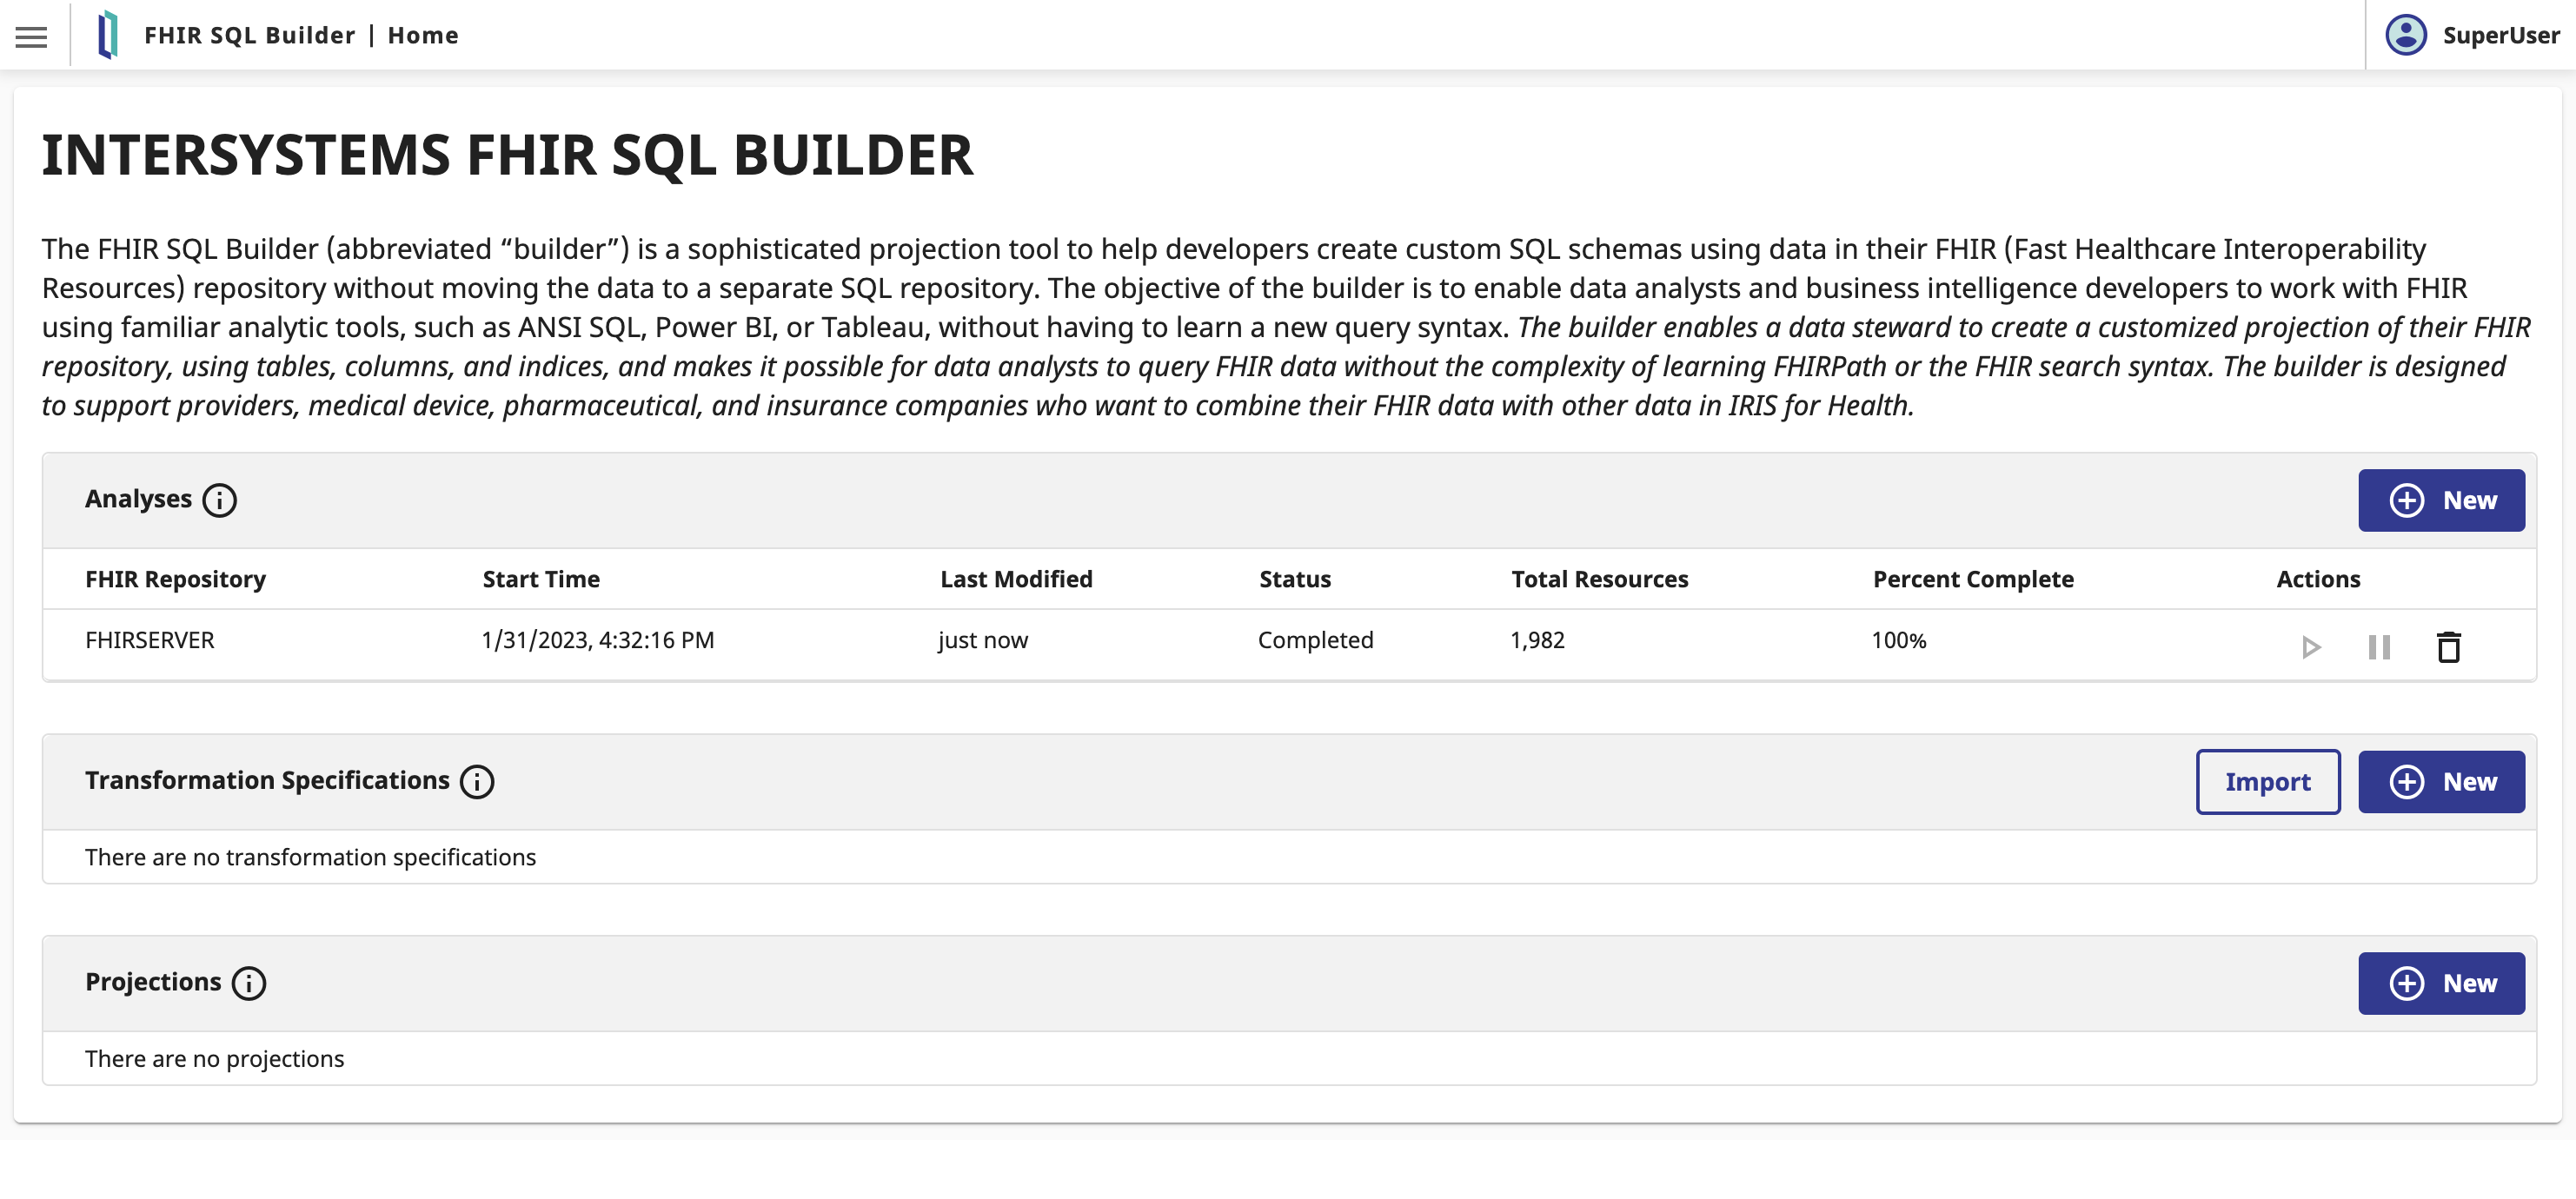 FHIR SQL Builder | Home
SuperUser
INTERSYSTEMS FHIR SQL BUILDER
The FHIR SQL Builder (abbreviated “builder”) is a sophisticated projection tool to help developers create custom SQL schemas using data in their FHIR (Fast Healthcare Interoperability
Resources) repository without moving the data to a separate SQL repository. The objective of the builder is to enable data analysts and business intelligence developers to work with FHIR
using familiar analytic tools, such as ANSI SQL, Power BI, or Tableau, without having to learn a new query syntax. The builder enables a data steward to create a customized projection of their FHIR
repository, using tables, columns, and indices, and makes it possible for data analysts to query FHIR data without the complexity of learning FHIRPath or the FHIR search syntax. The builder is designed
to support providers, medical device, pharmaceutical, and insurance companies who want to combine their FHIR data with other data in IRIS for Health.
Analyses
New
FHIR Repository Start Time Last Modified Status Total Resources Percent Complete Actions
FHIRSERVER 1/31/2023, 4:32:16 PM just now Completed 1,982 100%
Transformation Specifications
Import
New
There are no transformation specifications
Projections
New
There are no projections